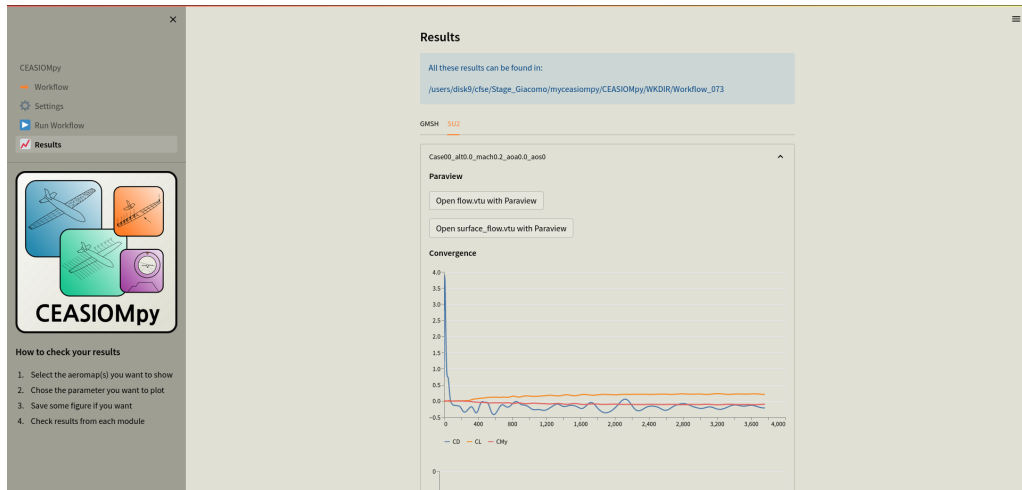 ×
CEASIOMpy
Workflow
Settings
Run Workflow
Results
CEASIOMpy
How to check your results
1. Select the aeromap(s) you want to show
2. Chose the parameter you want to plot
3. Save some figure if you want
4. Check results from each module
Results
All these results can be found in:
/users/disk9/cfse/Stage_Giacomo/myceasiompy/CEASIOMpy/WKDIR/Workflow_073
GMSH SU2
Case00_alt0.0_mach0.2_aoa0.0_aos0
Paraview
Open flow.vtu with Paraview
Open surface_flow.vtu with Paraview
Convergence
4.0
3.5
3.0
2.5
2.0
1.5
1.0
0.5
0.0
−0.5
0 400 800 1,200 1,600 2,000 2,400 2,800 3,200 3,600 4,000
— CD — CL — CMy
0